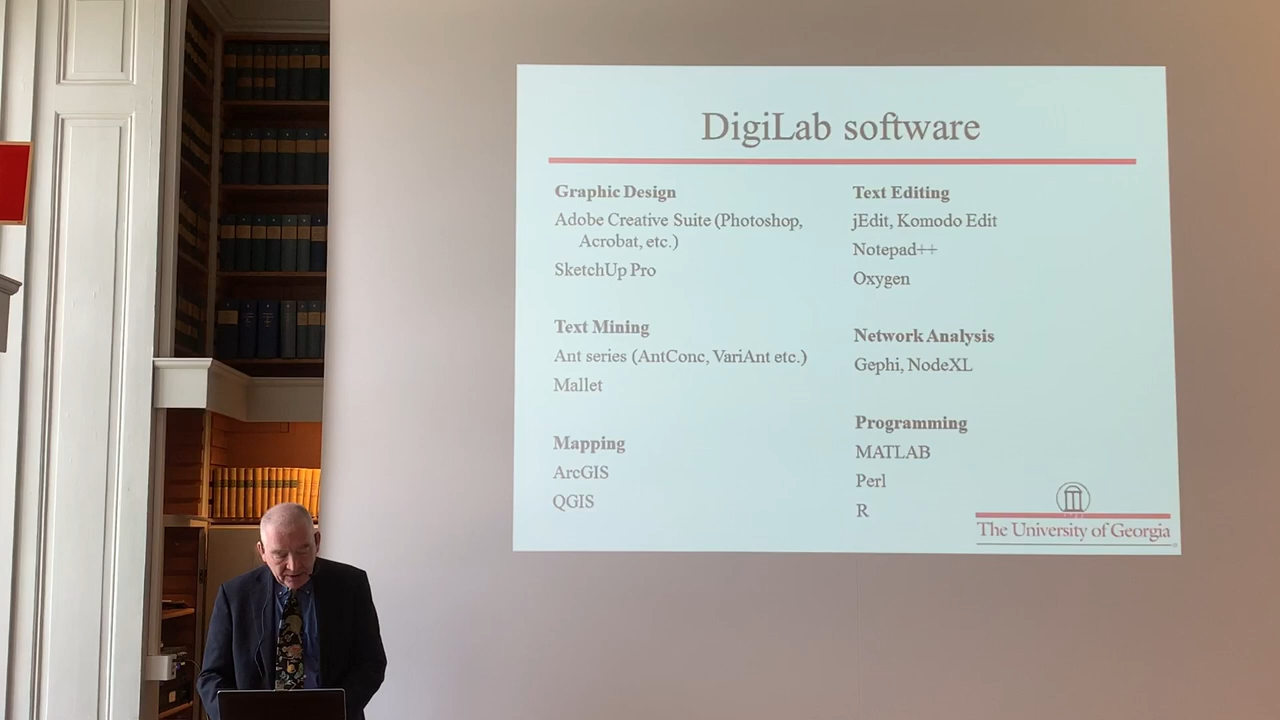 DigiLab software
Graphic Design
Adobe Creative Suite (Photoshop,
Acrobat, etc.)
SketchUp Pro
Text Mining
Ant series (AntConc, VariAnt etc.)
Mallet
Mapping
ArcGIS
QGIS
Text Editing
jEdit, Komodo Edit
Notepad++
Oxygen
Network Analysis
Gephi, NodeXL
Programming
MATLAB
Perl
R
The University of Georgia